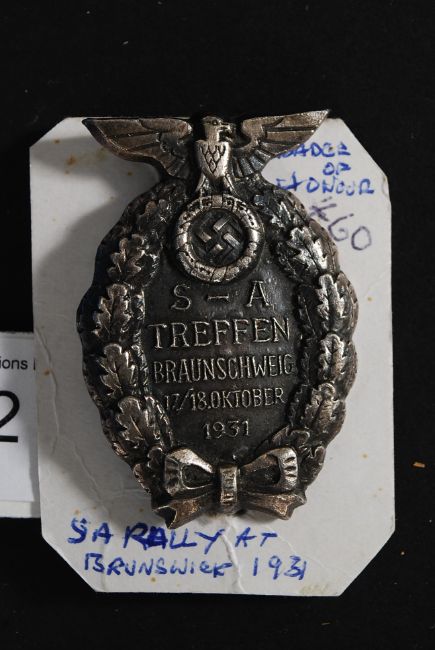 BADGE
OF
HONOUR
#60
S-A
TREFFEN
BRAUNSCHWEIG
17/18.OKTOBER
1931
2
SA RALLY AT
BRUNSWICK 1931